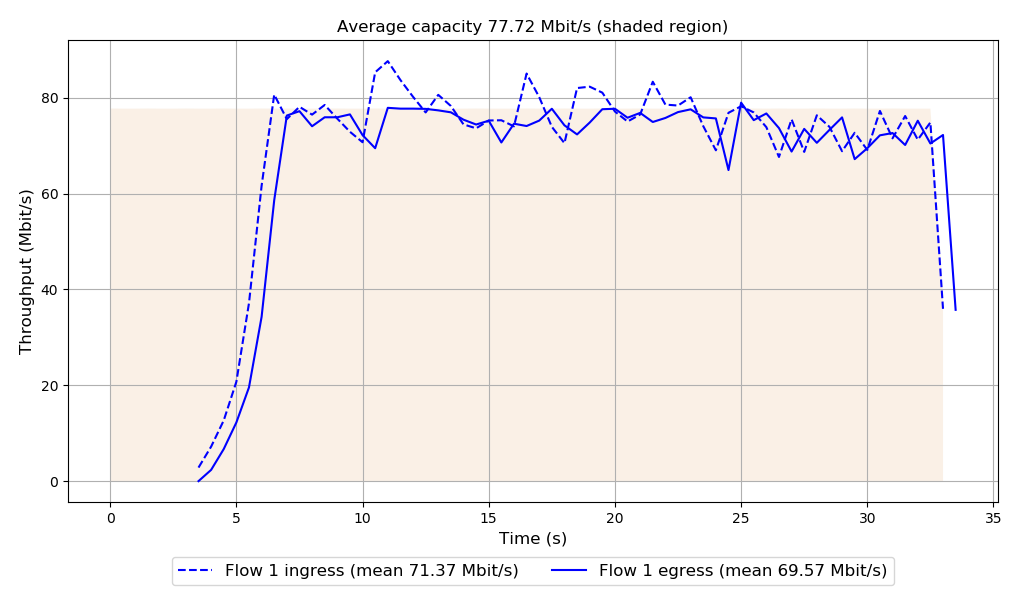 Average capacity 77.72 Mbit/s (shaded region)
Throughput (Mbit/s)
80
60
40
20
0
0 5 10 15 20 25 30 35
Time (s)
Flow 1 ingress (mean 71.37 Mbit/s) Flow 1 egress (mean 69.57 Mbit/s)